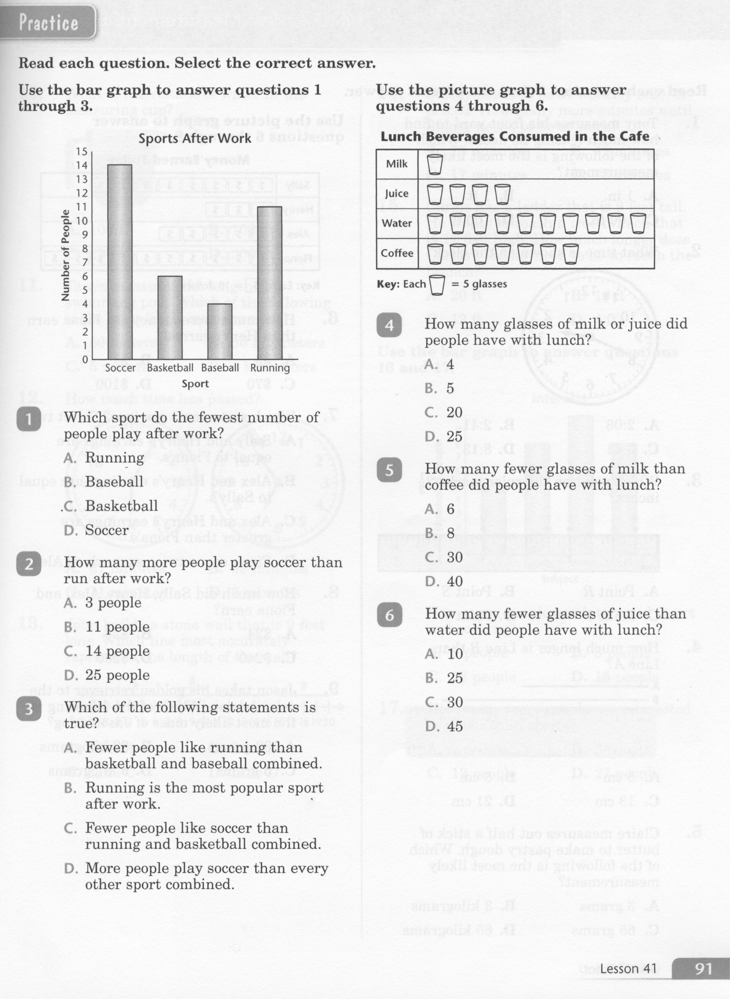 Practice
Read each question. Select the correct answer.
Use the bar graph to answer questions 1
through 3.
Sports After Work
15
14
13
12
11
10
9
8
7
6
5
4
3
2
1
0
Number of People
Soccer Basketball Baseball Running
Sport
1 Which sport do the fewest number of
people play after work?
A. Running
B. Baseball
C. Basketball
D. Soccer
2 How many more people play soccer than
run after work?
A. 3 people
B. 11 people
C. 14 people
D. 25 people
3 Which of the following statements is
true?
A. Fewer people like running than
basketball and baseball combined.
B. Running is the most popular sport
after work.
C. Fewer people like soccer than
running and basketball combined.
D. More people play soccer than every
other sport combined.
Use the picture graph to answer
questions 4 through 6.
Lunch Beverages Consumed in the Cafe
Milk
Juice
Water
Coffee
Key: Each = 5 glasses
4 How many glasses of milk or juice did
people have with lunch?
A. 4
B. 5
C. 20
D. 25
5 How many fewer glasses of milk than
coffee did people have with lunch?
A. 6
B. 8
C. 30
D. 40
6 How many fewer glasses of juice than
water did people have with lunch?
A. 10
B. 25
C. 30
D. 45
Lesson 41 91